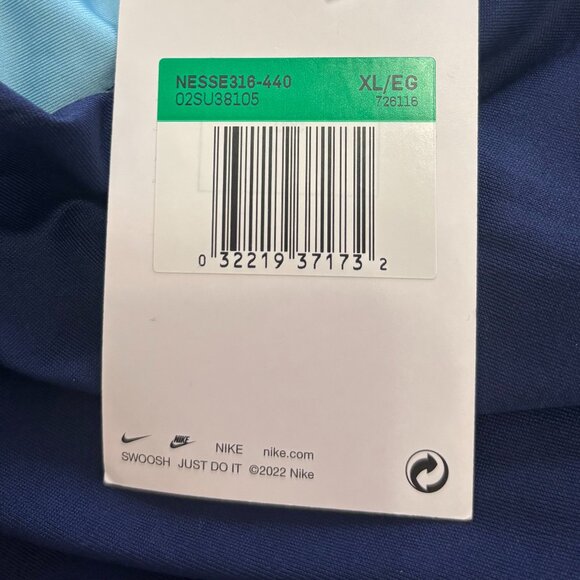 NESSE316-440 XL/EG
02SU38105 726116
0 32219 37173 2
NIKE NIKE nike.com
SWOOSH JUST DO IT ©2022 Nike